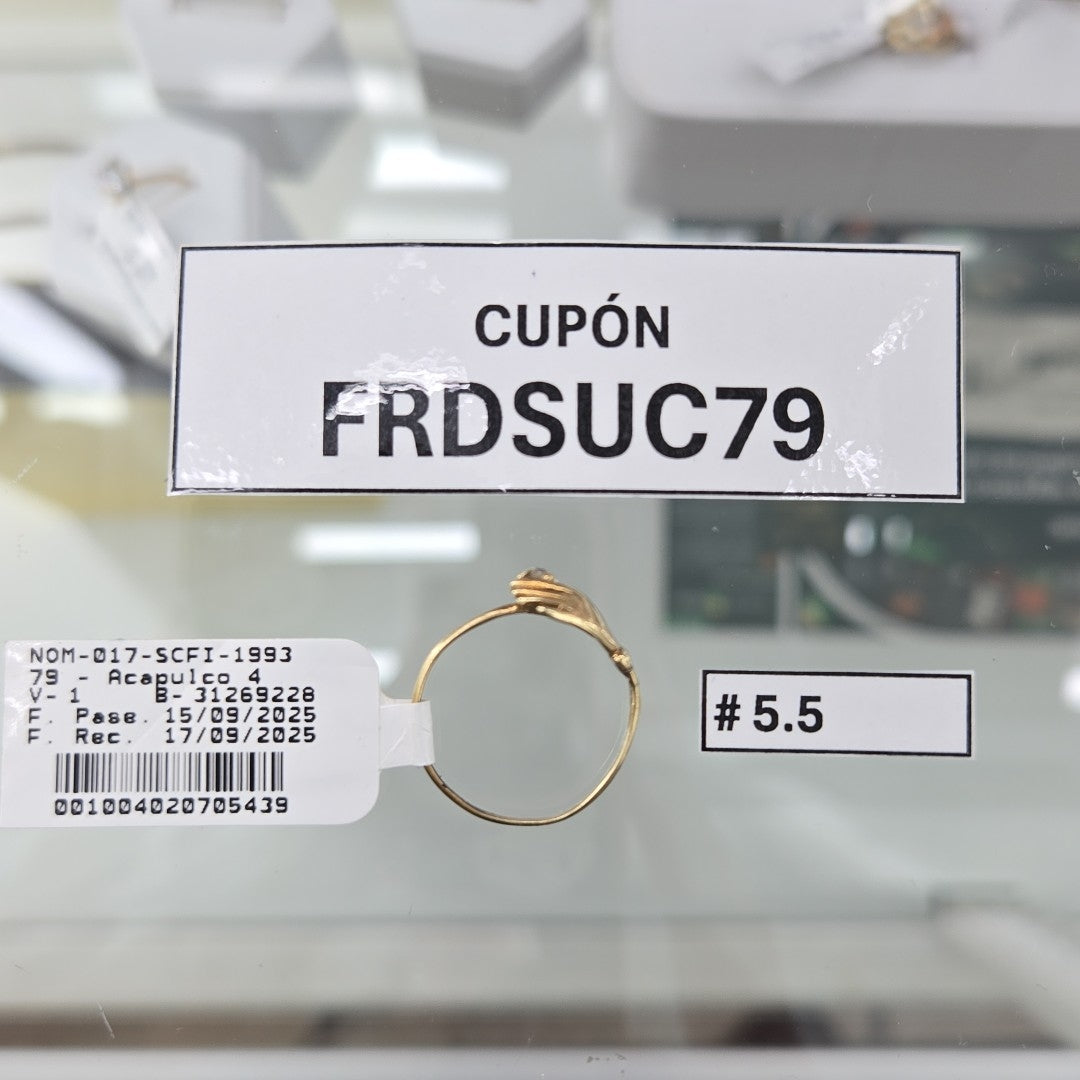 CUPÓN
FRDSUC79
NOM-017-SCFI-1993
79 - Acapulco 4
V- 1 B- 31269228
F. Pase. 15/09/2025
F. Rec. 17/09/2025
001004020705439
# 5.5